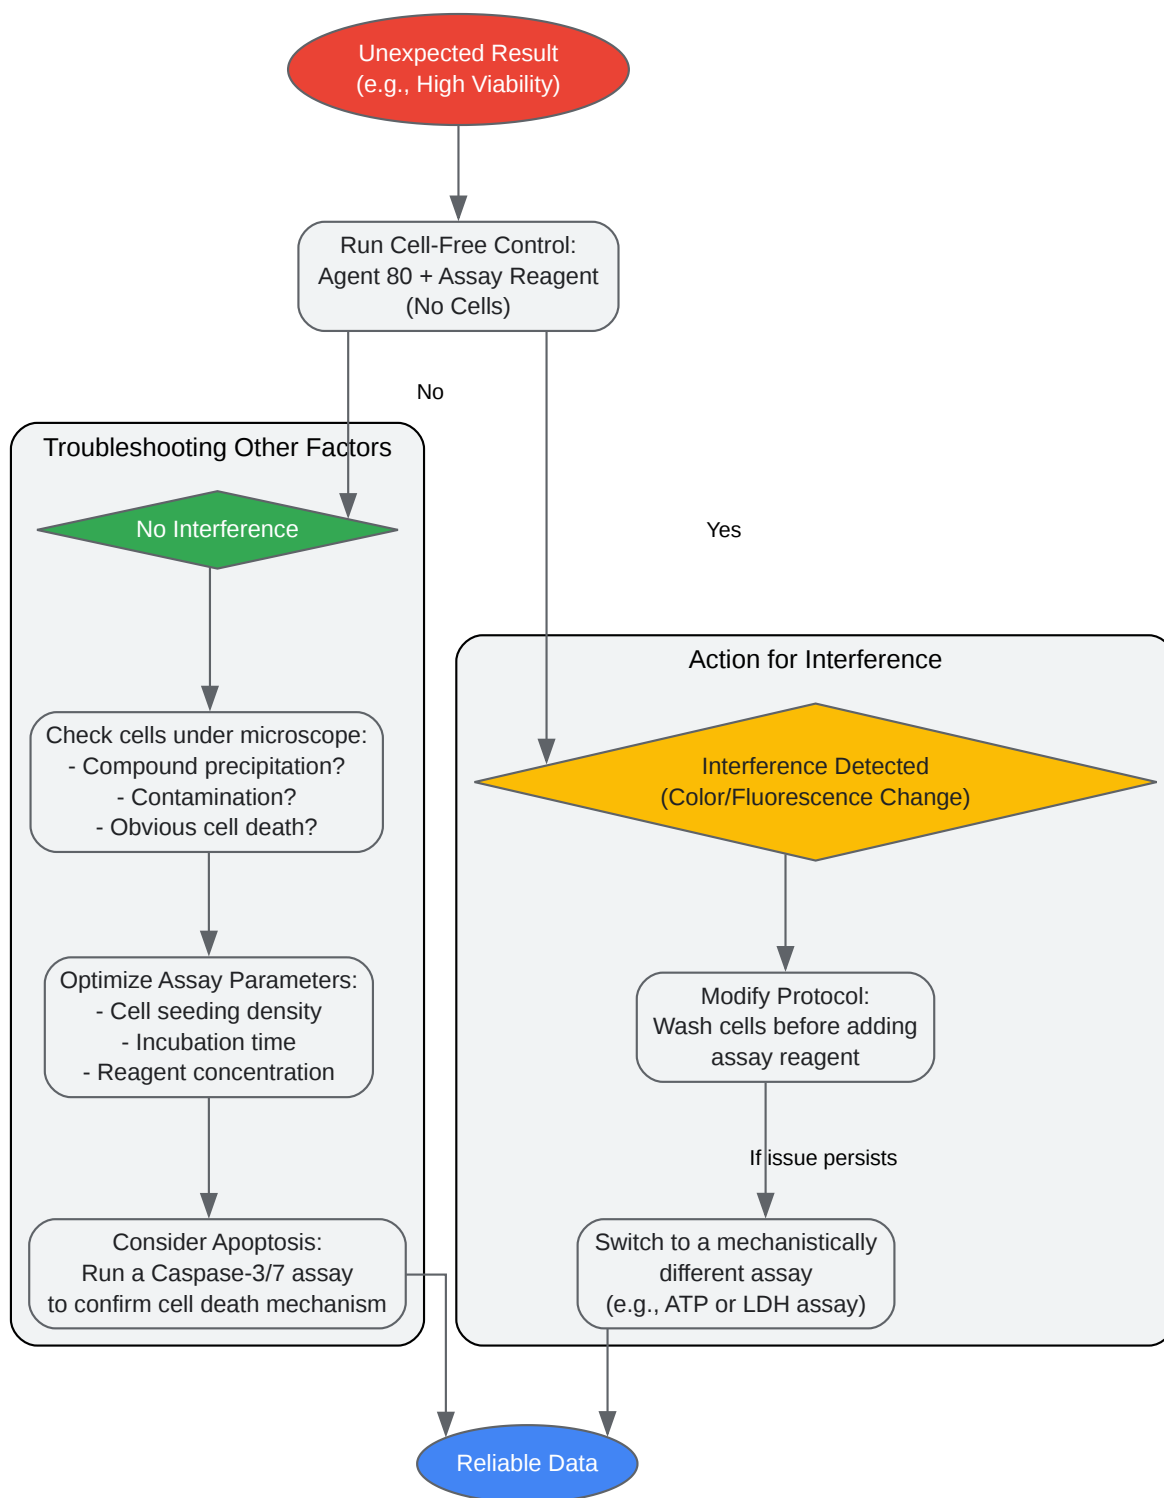 Unexpected Result
(e.g., High Viability)
Run Cell-Free Control:
Agent 80 + Assay Reagent
(No Cells)
No
Troubleshooting Other Factors
No Interference
Check cells under microscope:
- Compound precipitation?
- Contamination?
- Obvious cell death?
Optimize Assay Parameters:
- Cell seeding density
- Incubation time
- Reagent concentration
Consider Apoptosis:
Run a Caspase-3/7 assay
to confirm cell death mechanism
Yes
Action for Interference
Interference Detected
(Color/Fluorescence Change)
Modify Protocol:
Wash cells before adding
assay reagent
If issue persists
Switch to a mechanistically
different assay
(e.g., ATP or LDH assay)
Reliable Data